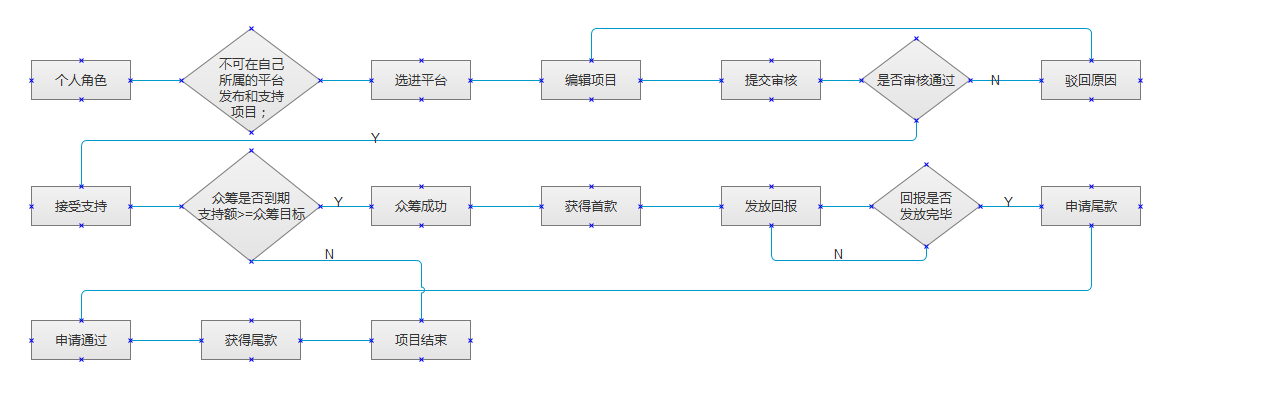 个人角色
不可在自己
所属的平台
发布和支持
项目；
选进平台
编辑项目
提交审核
是否审核通过
N
驳回原因
Y
接受支持
众筹是否到期
支持额>=众筹目标
Y
众筹成功
获得首款
发放回报
回报是否
发放完毕
Y
申请尾款
N
N
申请通过
获得尾款
项目结束